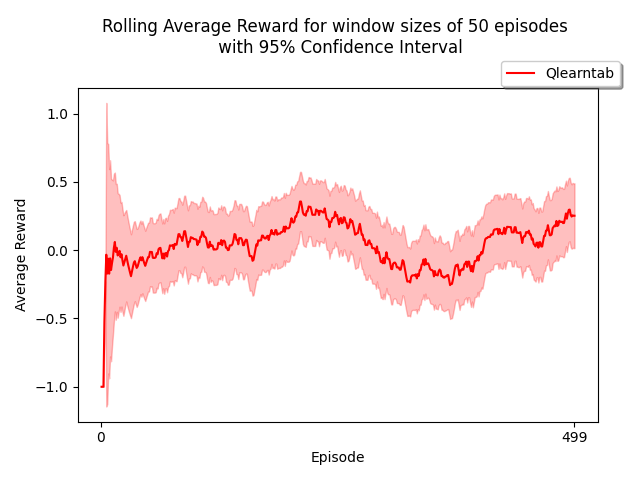 Rolling Average Reward for window sizes of 50 episodes
with 95% Confidence Interval
Qlearntab
1.0
0.5
0.0
−0.5
−1.0
Average Reward
0
499
Episode